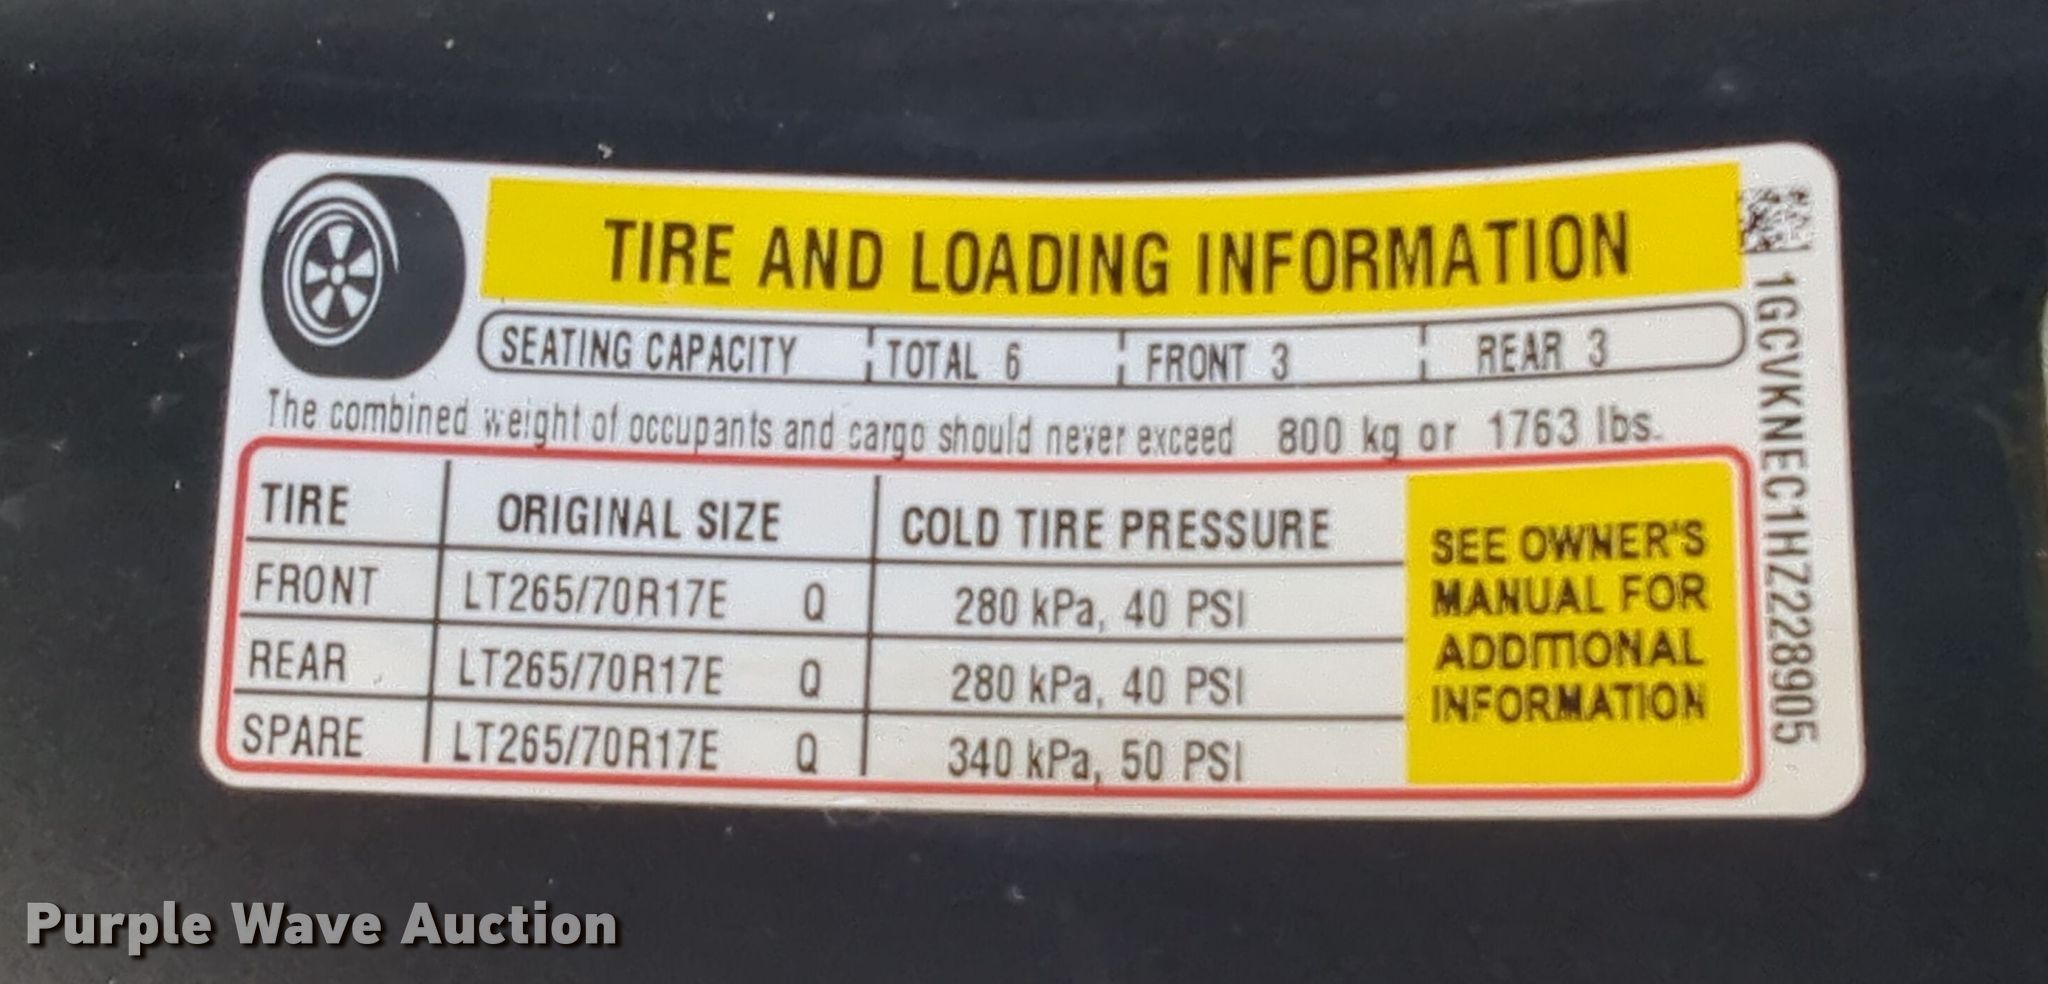 TIRE AND LOADING INFORMATION
SEATING CAPACITY TOTAL 6 FRONT 3 REAR 3
The combined weight of occupants and cargo should never exceed 800 kg or 1763 lbs.
TIRE ORIGINAL SIZE COLD TIRE PRESSURE
FRONT LT265/70R17E Q 280 kPa, 40 PSI
REAR LT265/70R17E Q 280 kPa, 40 PSI
SPARE LT265/70R17E Q 340 kPa, 50 PSI
SEE OWNER'S
MANUAL FOR
ADDITIONAL
INFORMATION
1GCVKNEC1HZ228905
Purple Wave Auction